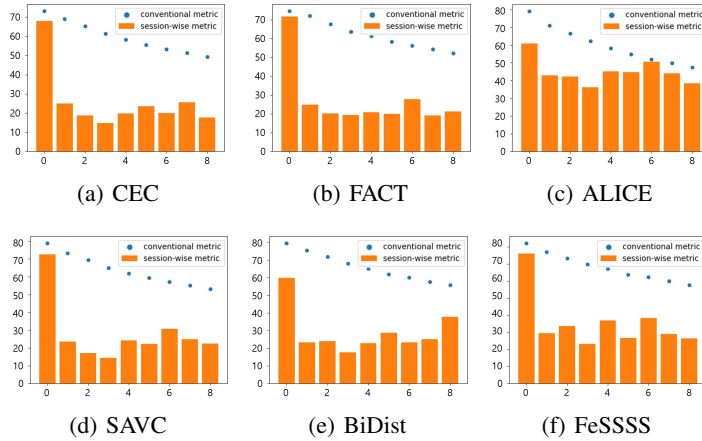 70
60
50
40
30
20
10
0
0 2 4 6 8
conventional metric
session-wise metric
(a) CEC
70
60
50
40
30
20
10
0
0 2 4 6 8
conventional metric
session-wise metric
(b) FACT
80
70
60
50
40
30
20
10
0
0 2 4 6 8
conventional metric
session-wise metric
(c) ALICE
80
70
60
50
40
30
20
10
0
0 2 4 6 8
conventional metric
session-wise metric
(d) SAVC
80
70
60
50
40
30
20
10
0
0 2 4 6 8
conventional metric
session-wise metric
(e) BiDist
80
70
60
50
40
30
20
10
0
0 2 4 6 8
conventional metric
session-wise metric
(f) FeSSSS